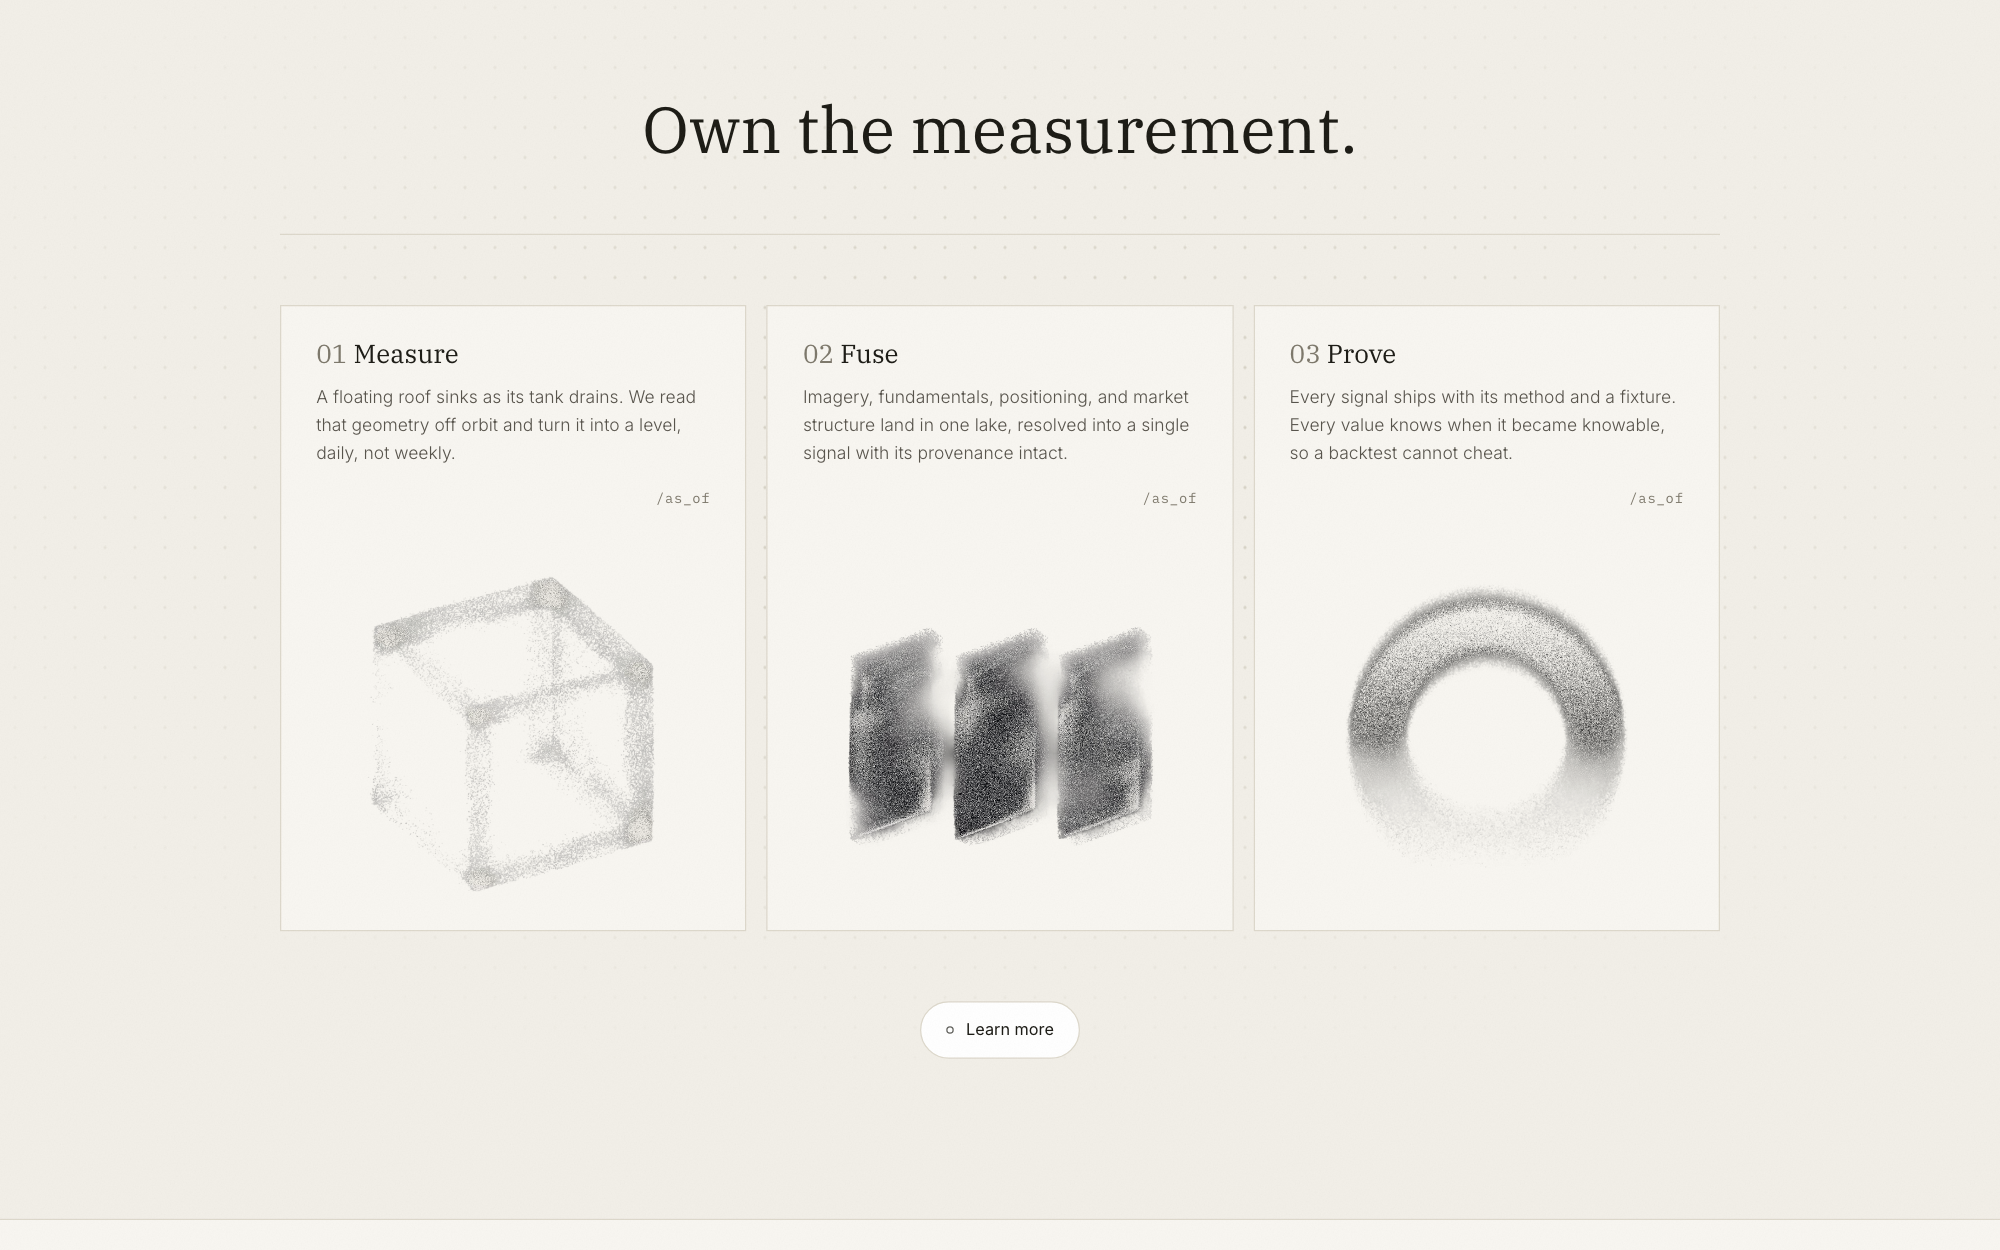 Own the measurement.
01 Measure
A floating roof sinks as its tank drains. We read
that geometry off orbit and turn it into a level,
daily, not weekly.
/as_of
02 Fuse
Imagery, fundamentals, positioning, and market
structure land in one lake, resolved into a single
signal with its provenance intact.
/as_of
03 Prove
Every signal ships with its method and a fixture.
Every value knows when it became knowable,
so a backtest cannot cheat.
/as_of
Learn more